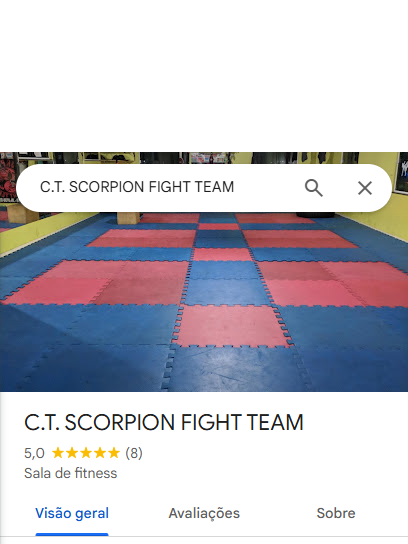 C.T. SCORPION FIGHT TEAM
C.T. SCORPION FIGHT TEAM
5,0 ★★★★★ (8)
Sala de fitness
Visão geral Avaliações Sobre